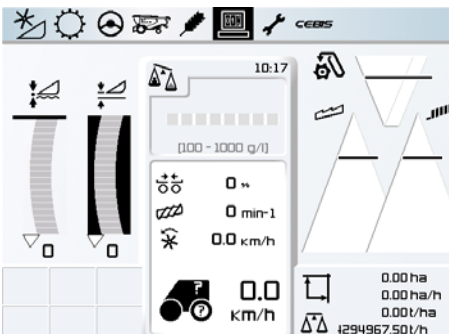 CEBIS
10:17
[100 - 1000 g/l]
0
0 min-1
0.0 km/h
0
0
?
?
0.0
km/h
0.00 ha
0.00 ha/h
0.00 t/ha
4294967.50 t/h